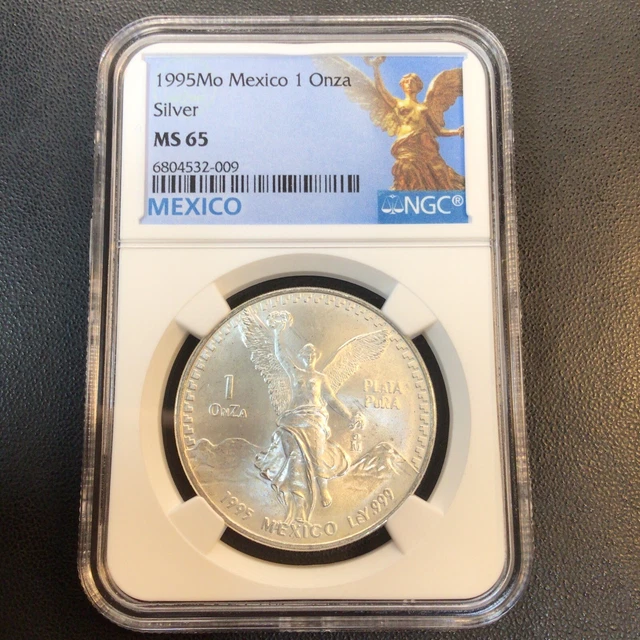 1995Mo Mexico 1 Onza
Silver
MS 65
6804532-009
MEXICO
NGC®
1
ONZA
PLATA
PURA
1995 MEXICO LEY .999